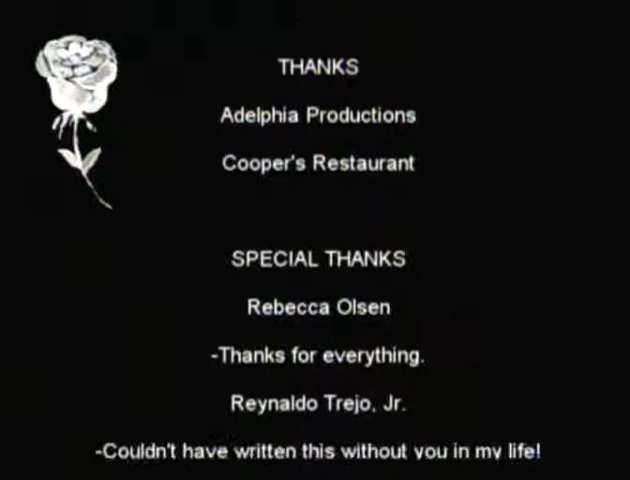 THANKS
Adelphia Productions
Cooper's Restaurant
SPECIAL THANKS
Rebecca Olsen
-Thanks for everything.
Reynaldo Trejo, Jr.
-Couldn't have written this without you in my life!